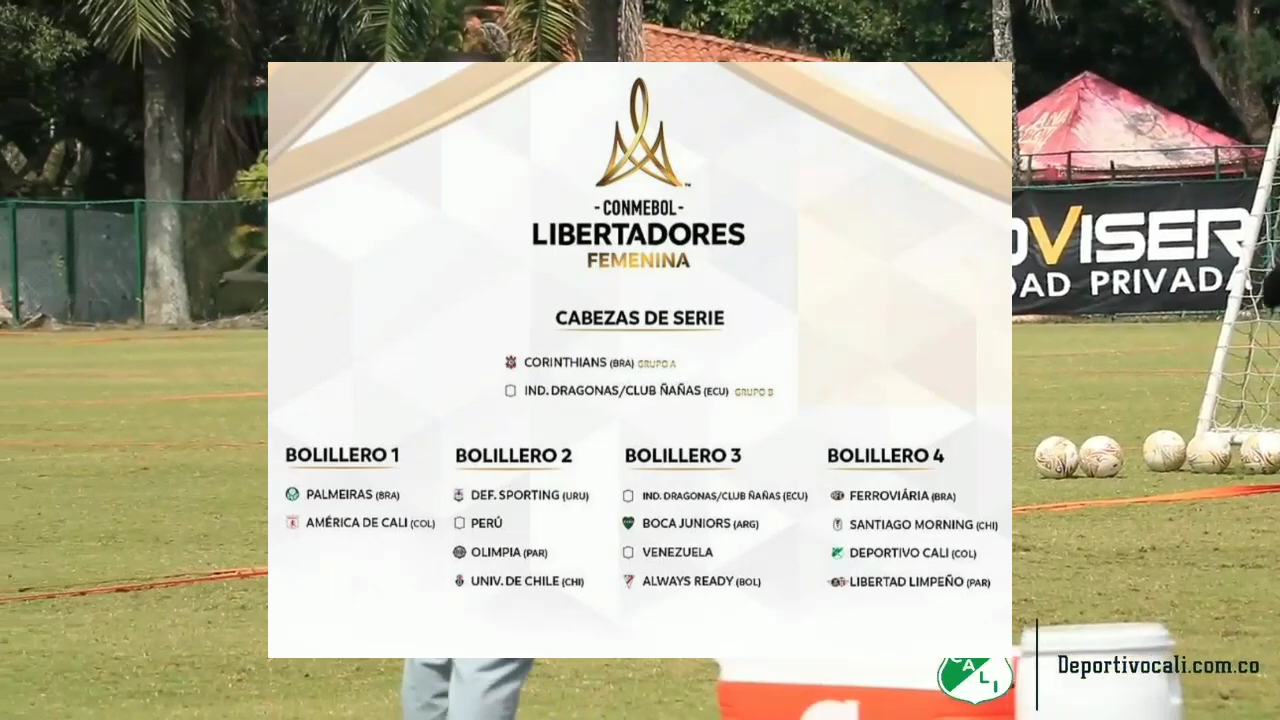 -CONMEBOL-
LIBERTADORES
FEMENINA
CABEZAS DE SERIE
CORINTHIANS (BRA) GRUPO A
IND. DRAGONAS/CLUB ÑAÑAS (ECU) GRUPO B
BOLILLERO 1
PALMEIRAS (BRA)
AMÉRICA DE CALI (COL)
BOLILLERO 2
DEF. SPORTING (URU)
PERÚ
OLIMPIA (PAR)
UNIV. DE CHILE (CHI)
BOLILLERO 3
IND. DRAGONAS/CLUB ÑAÑAS (ECU)
BOCA JUNIORS (ARG)
VENEZUELA
ALWAYS READY (BOL)
BOLILLERO 4
FERROVIÁRIA (BRA)
SANTIAGO MORNING (CHI)
DEPORTIVO CALI (COL)
LIBERTAD LIMPEÑO (PAR)
OVISER
DAD PRIVADA
CALI
Deportivocali.com.co